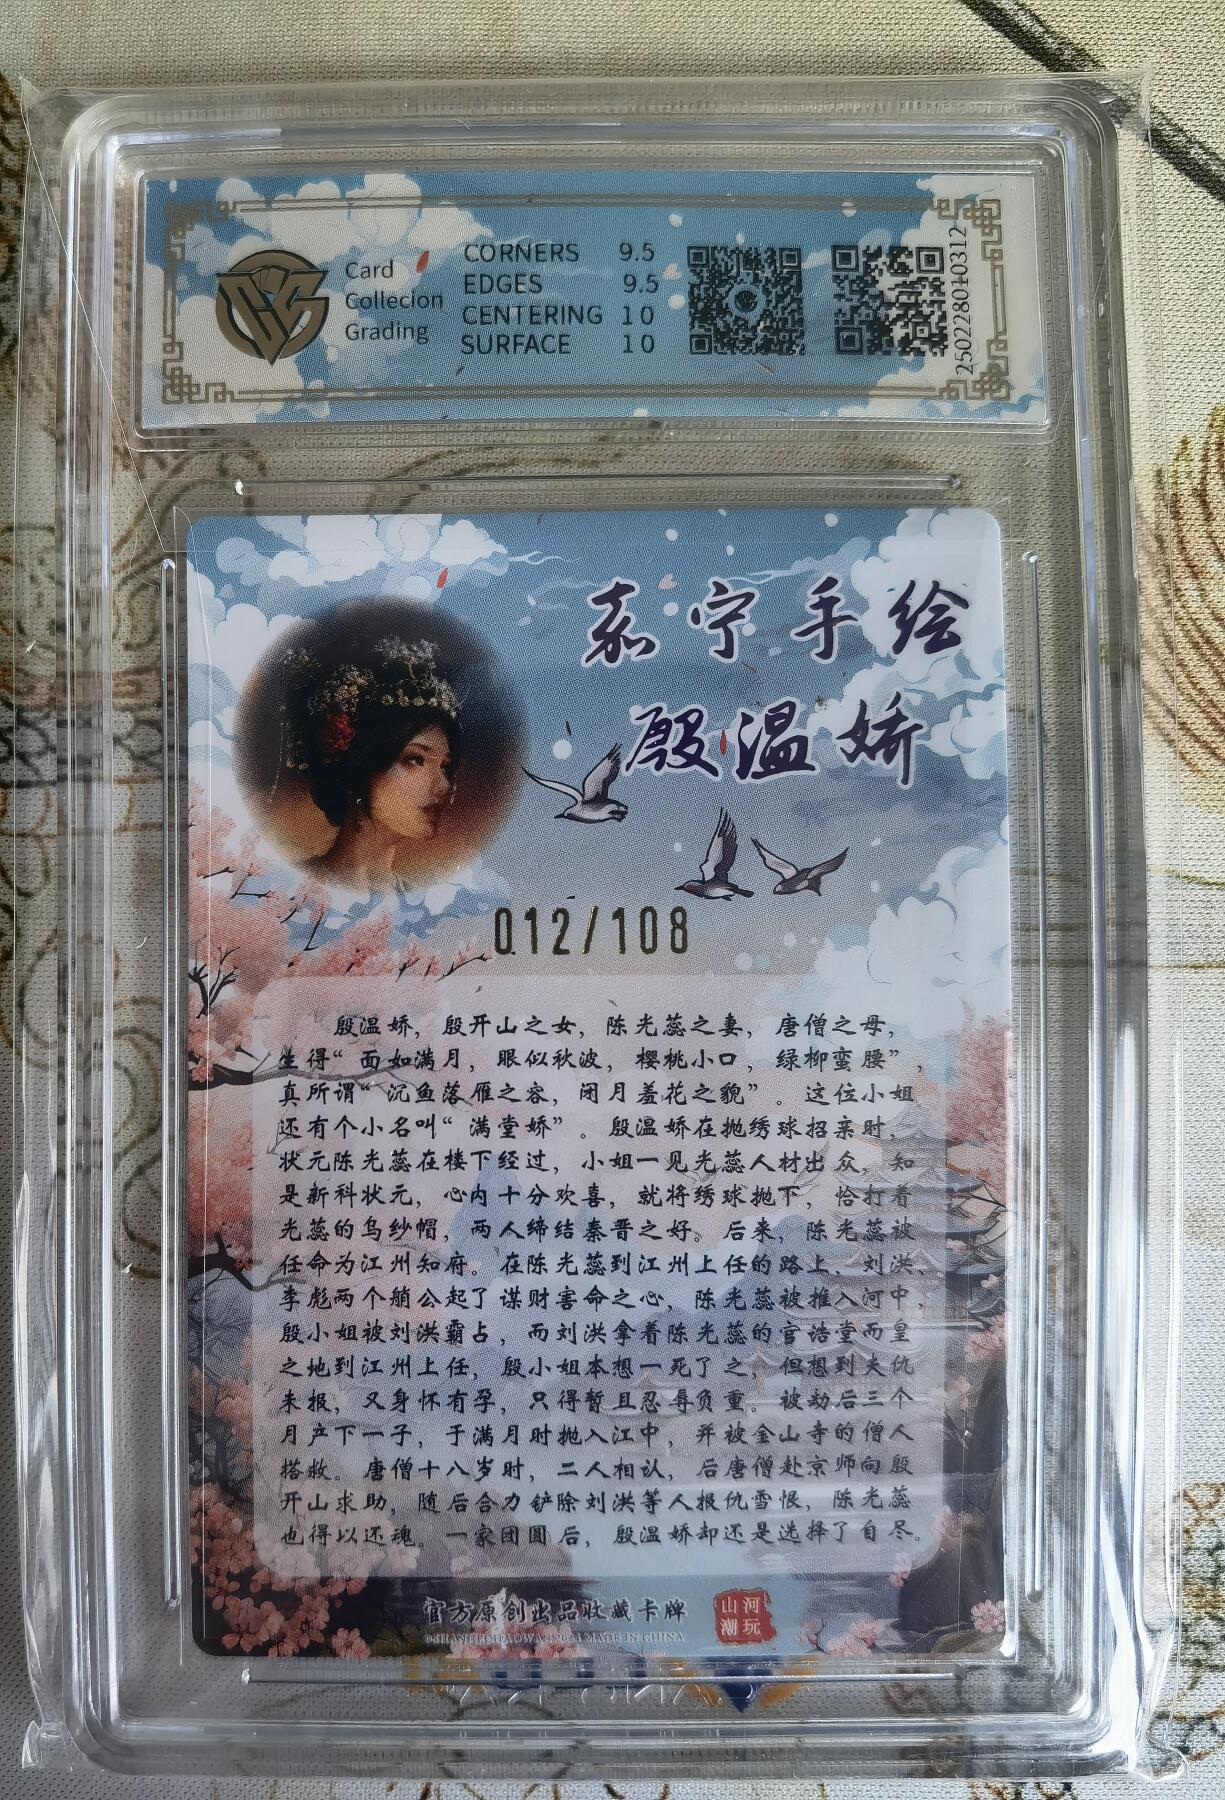 Card
Collecion
Grading
CORNERS 9.5
EDGES 9.5
CENTERING 10
SURFACE 10
250228010312
嘉宁手绘
殷温娇
012/108
殷温娇，殷开山之女，陈光蕊之妻，唐僧之母，
生得“面如满月，眼似秋波，樱桃小口，绿柳蛮腰”，
真所谓“沉鱼落雁之容，闭月羞花之貌”。这位小姐
还有个小名叫“满堂娇”。殷温娇在抛绣球招亲时，
状元陈光蕊在楼下经过，小姐一见光蕊人材出众，知
是新科状元，心内十分欢喜，就将绣球抛下，恰打着
光蕊的乌纱帽，两人缔结秦晋之好。后来，陈光蕊被
任命为江州知府。在陈光蕊到江州上任的路上，刘洪、
李彪两个艄公起了谋财害命之心，陈光蕊被推入河中，
殷小姐被刘洪霸占，而刘洪拿着陈光蕊的官诰堂而皇
之地到江州上任，殷小姐本想一死了之，但想到夫仇
未报，又身怀有孕，只得暂且忍辱负重。被劫后三个
月产下一子，于满月时抛入江中，并被金山寺的僧人
搭救。唐僧十八岁时，二人相认，后唐僧赴京师向殷
开山求助，随后合力铲除刘洪等人报仇雪恨，陈光蕊
也得以还魂。一家团圆后，殷温娇却还是选择了自尽。
官方原创出品收藏卡牌
山河
潮玩
©SHANHECHAOWAN2024 MADE IN CHINA